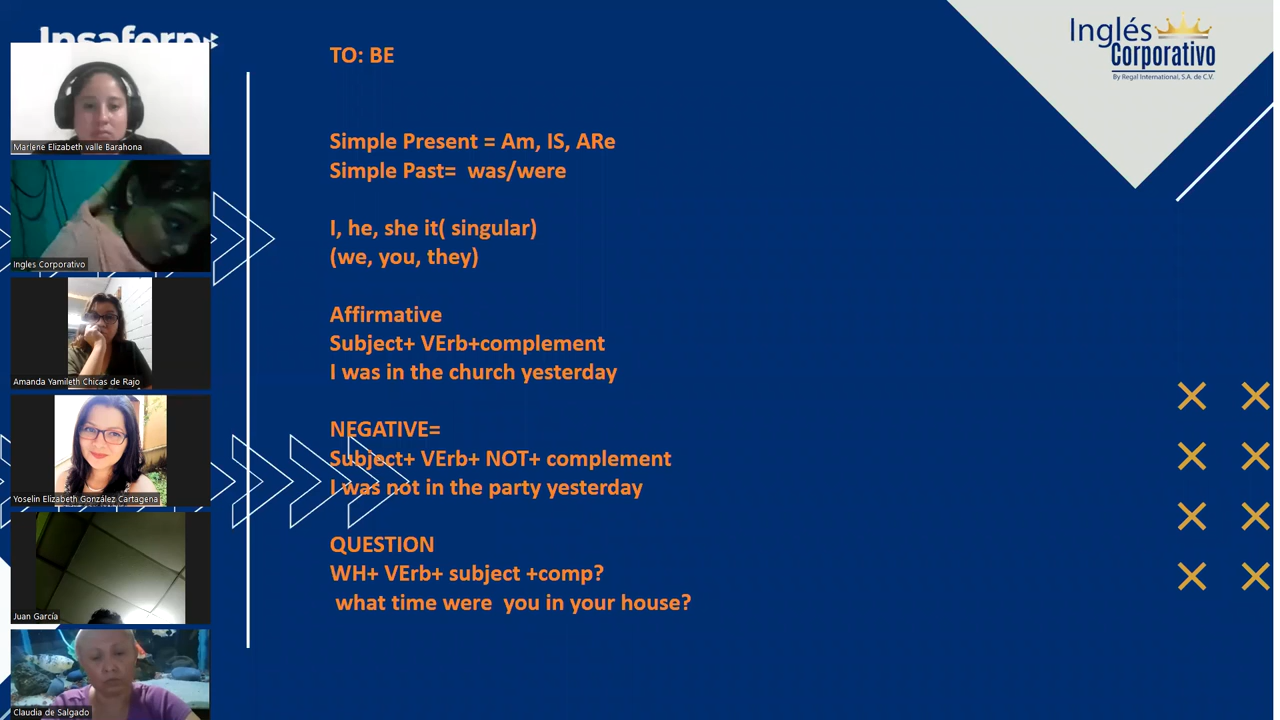 Insaforp
Marlene Elizabeth valle Barahona
Ingles Corporativo
Amanda Yamileth Chicas de Rajo
Yoselin Elizabeth González Cartagena
Juan García
Claudia de Salgado
TO: BE
Simple Present = Am, IS, ARe
Simple Past= was/were
I, he, she it( singular)
(we, you, they)
Affirmative
Subject+ VErb+complement
I was in the church yesterday
NEGATIVE=
Subject+ VErb+ NOT+ complement
I was not in the party yesterday
QUESTION
WH+ VErb+ subject +comp?
what time were you in your house?
Inglés
Corporativo
By Regal International, S.A. de C.V.